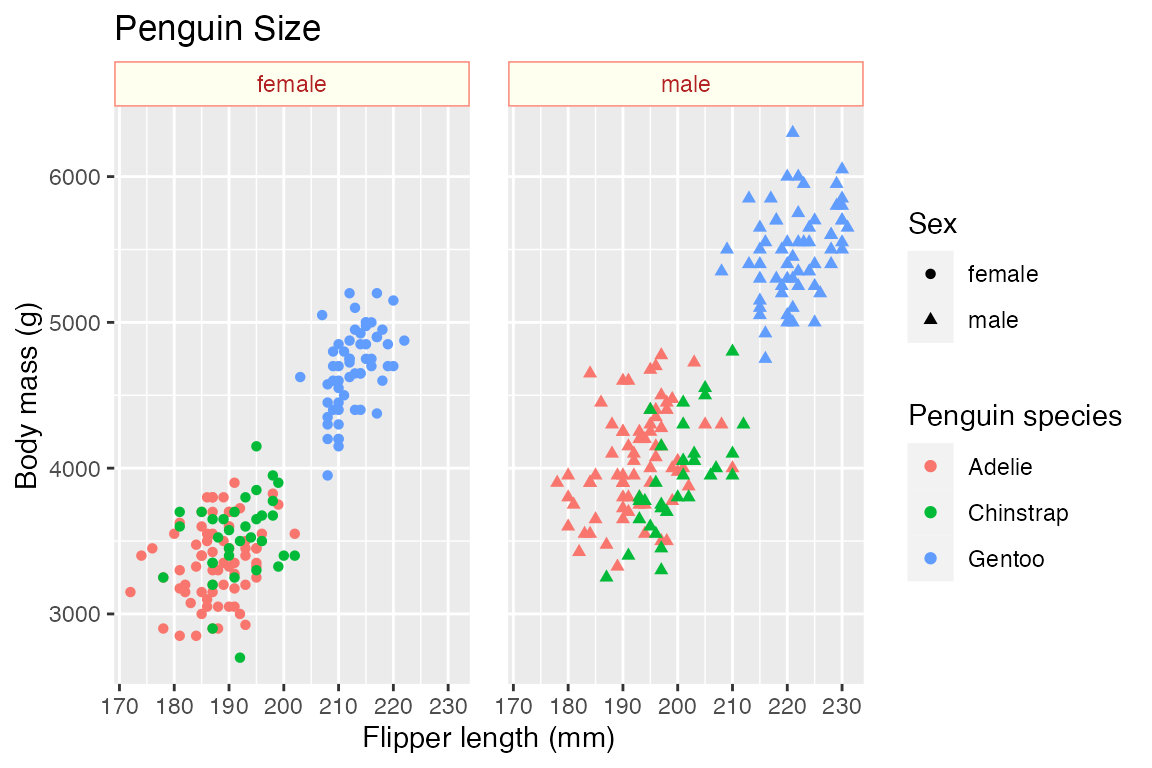 Penguin Size
female male
6000
5000
4000
3000
Body mass (g)
170 180 190 200 210 220 230 170 180 190 200 210 220 230
Flipper length (mm)
Sex
female
male
Penguin species
Adelie
Chinstrap
Gentoo